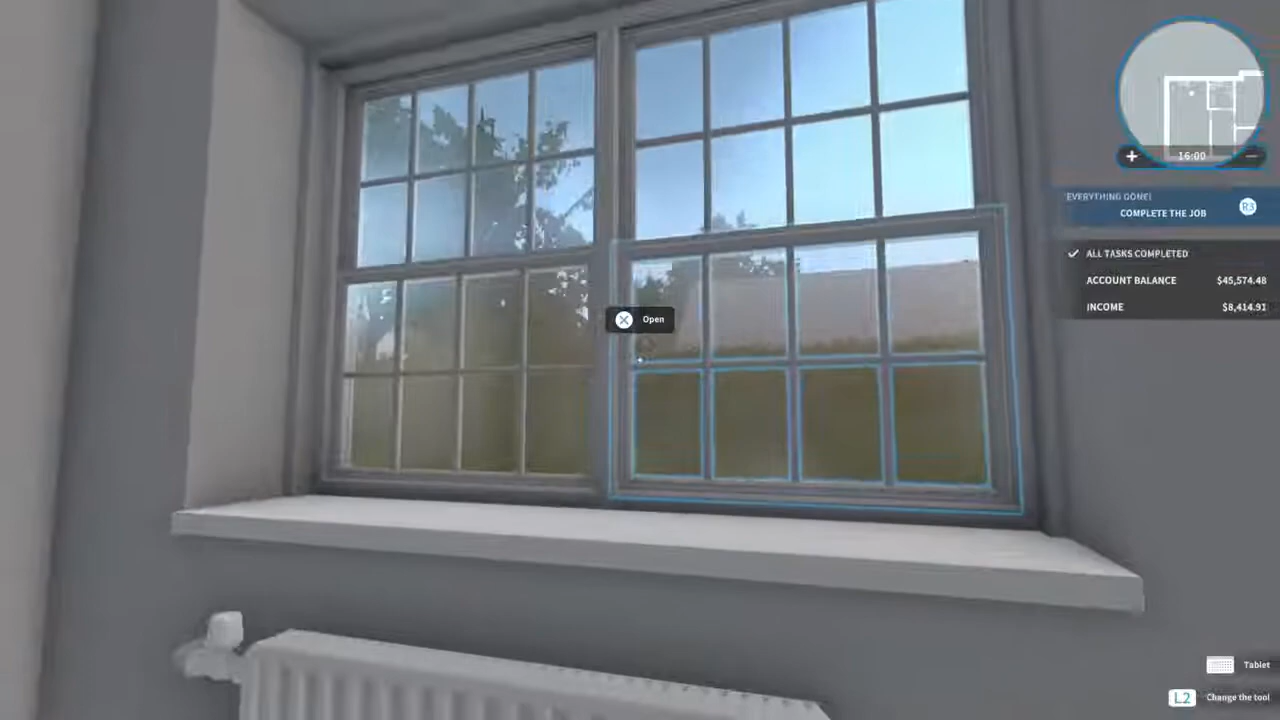 + 16:00 −
EVERYTHING DONE!
COMPLETE THE JOB
R3
ALL TASKS COMPLETED
ACCOUNT BALANCE $45,574.48
INCOME $8,414.91
Open
Tablet
L2 Change the tool